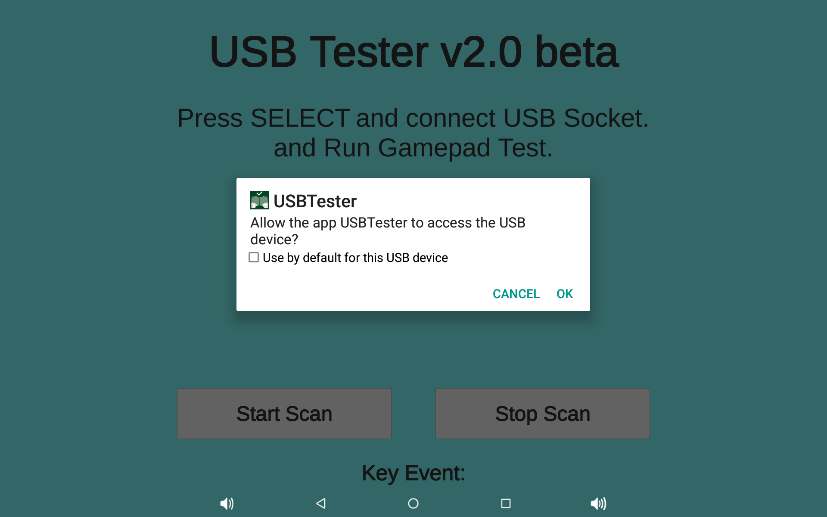 USB Tester v2.0 beta
Press SELECT and connect USB Socket.
and Run Gamepad Test.
USBTester
Allow the app USBTester to access the USB
device?
Use by default for this USB device
CANCEL OK
Start Scan Stop Scan
Key Event: